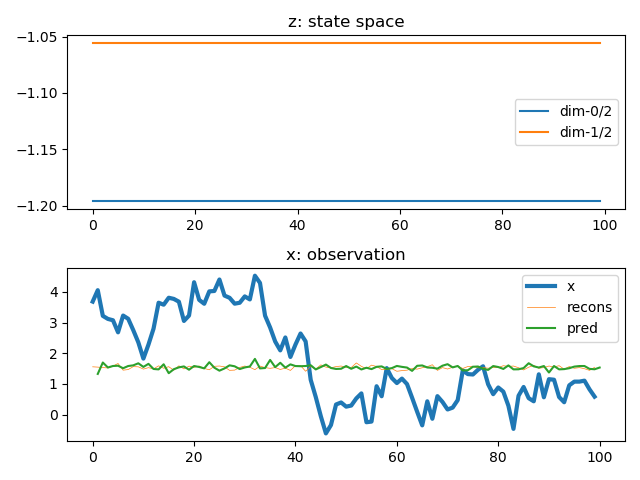 z: state space
−1.05
−1.10
−1.15
−1.20
dim-0/2
dim-1/2
0 20 40 60 80 100
x: observation
4
3
2
1
0
x
recons
pred
0 20 40 60 80 100